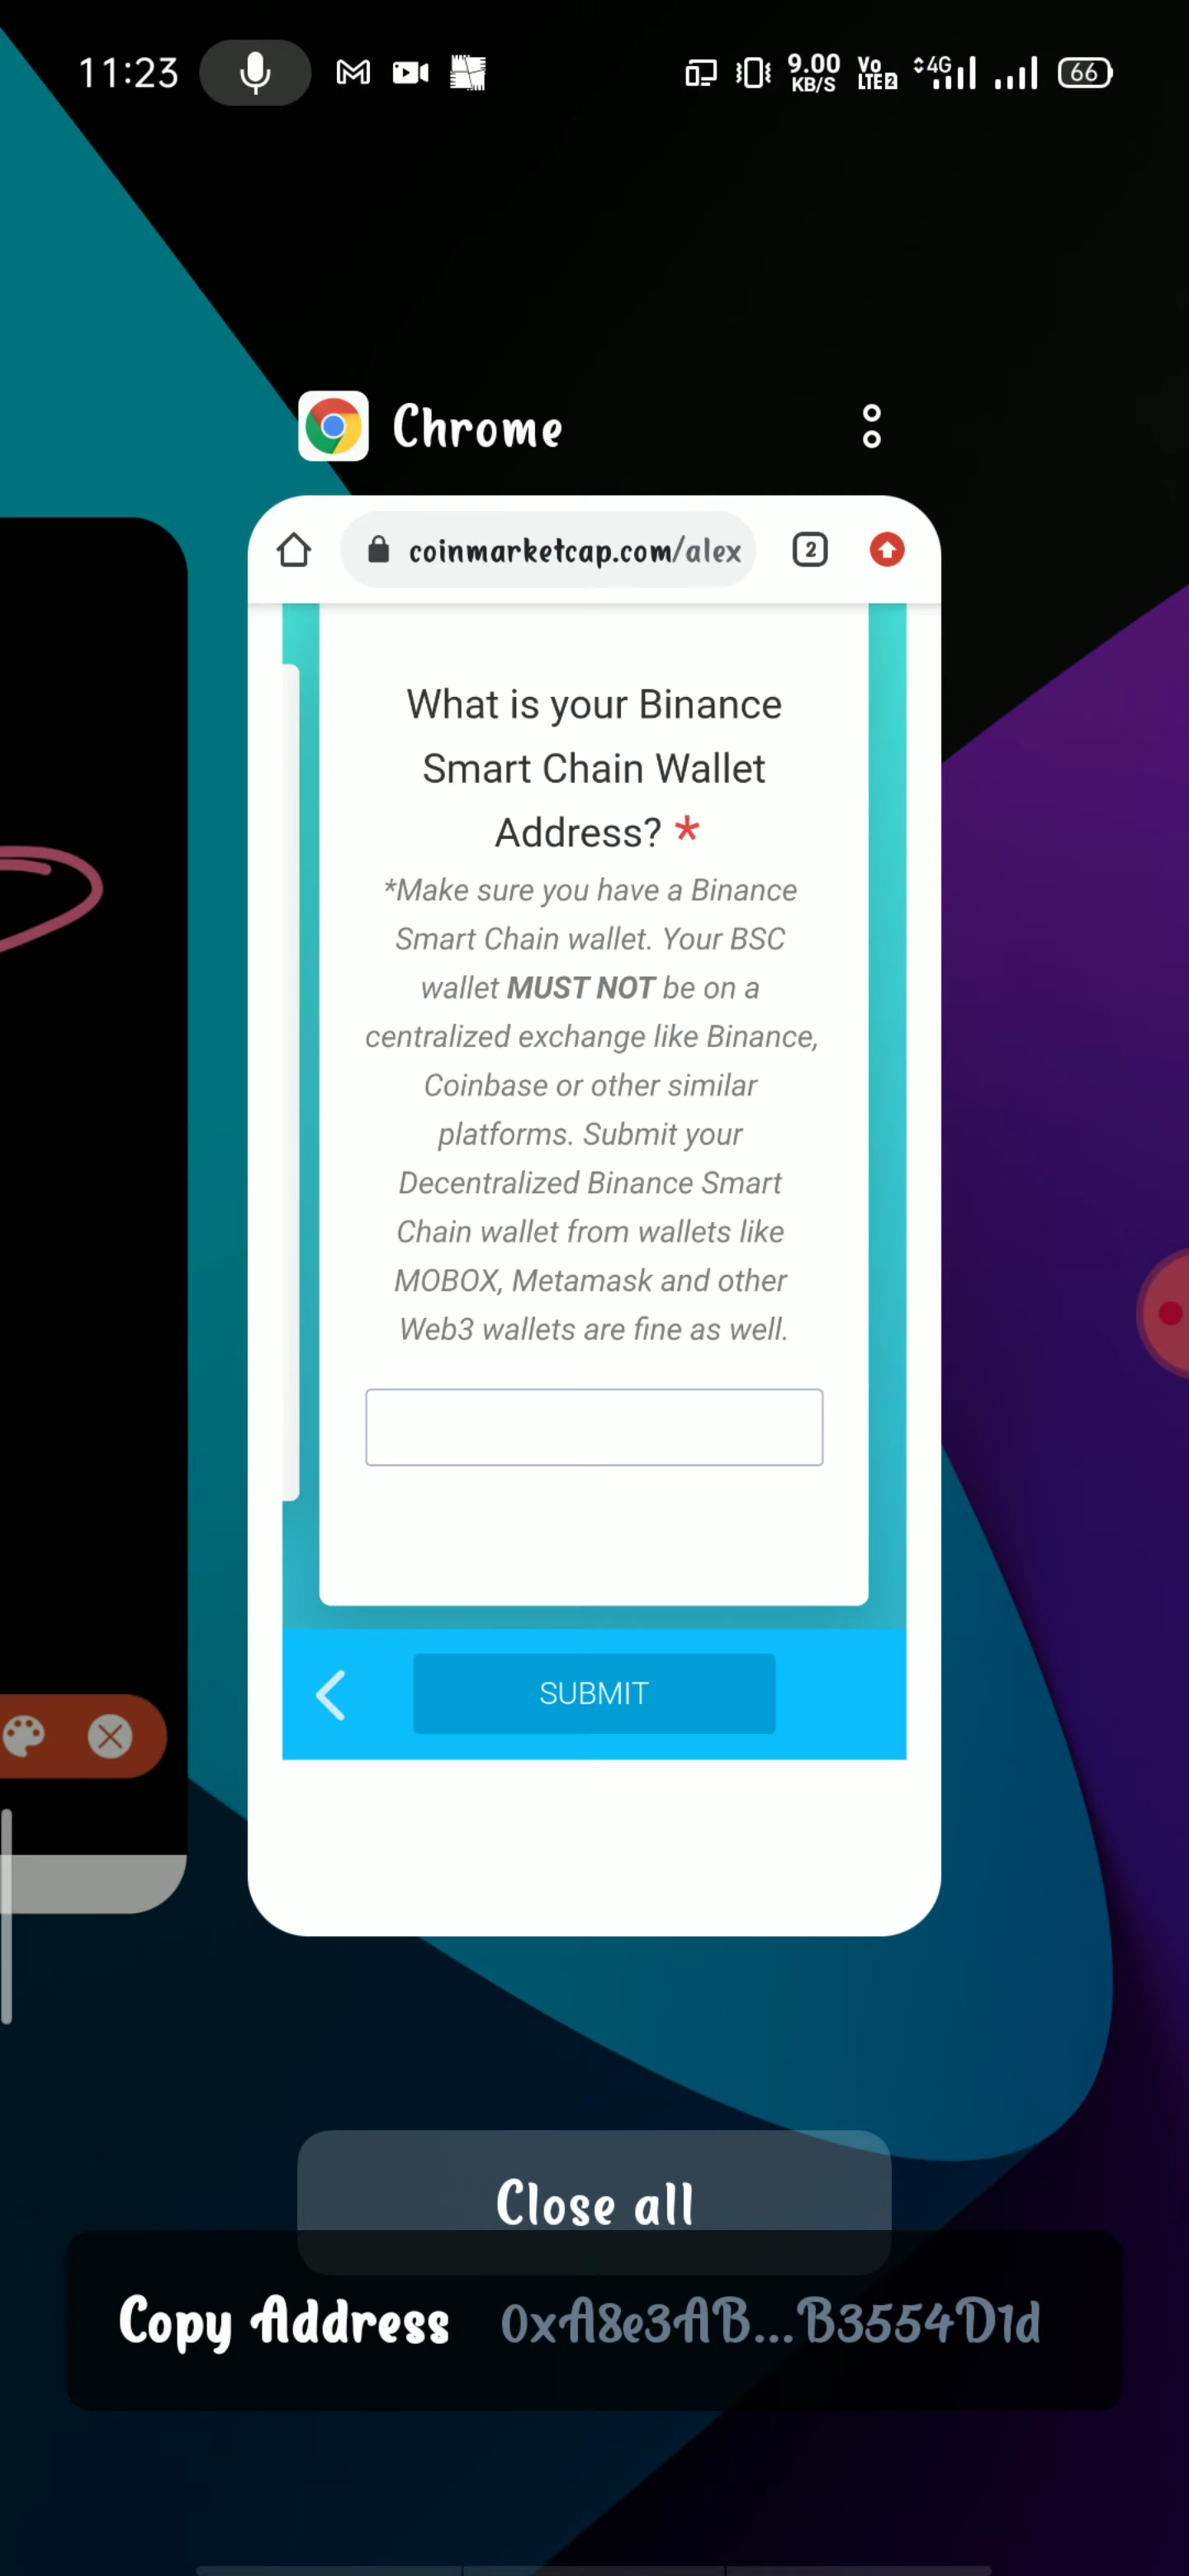 11:23
9.00
KB/S
Vo
LTE 2
4G
66
Chrome
coinmarketcap.com/alex
2
What is your Binance
Smart Chain Wallet
Address? *
*Make sure you have a Binance
Smart Chain wallet. Your BSC
wallet MUST NOT be on a
centralized exchange like Binance,
Coinbase or other similar
platforms. Submit your
Decentralized Binance Smart
Chain wallet from wallets like
MOBOX, Metamask and other
Web3 wallets are fine as well.
SUBMIT
Close all
Copy Address 0xA8e3AB...B3554D1d